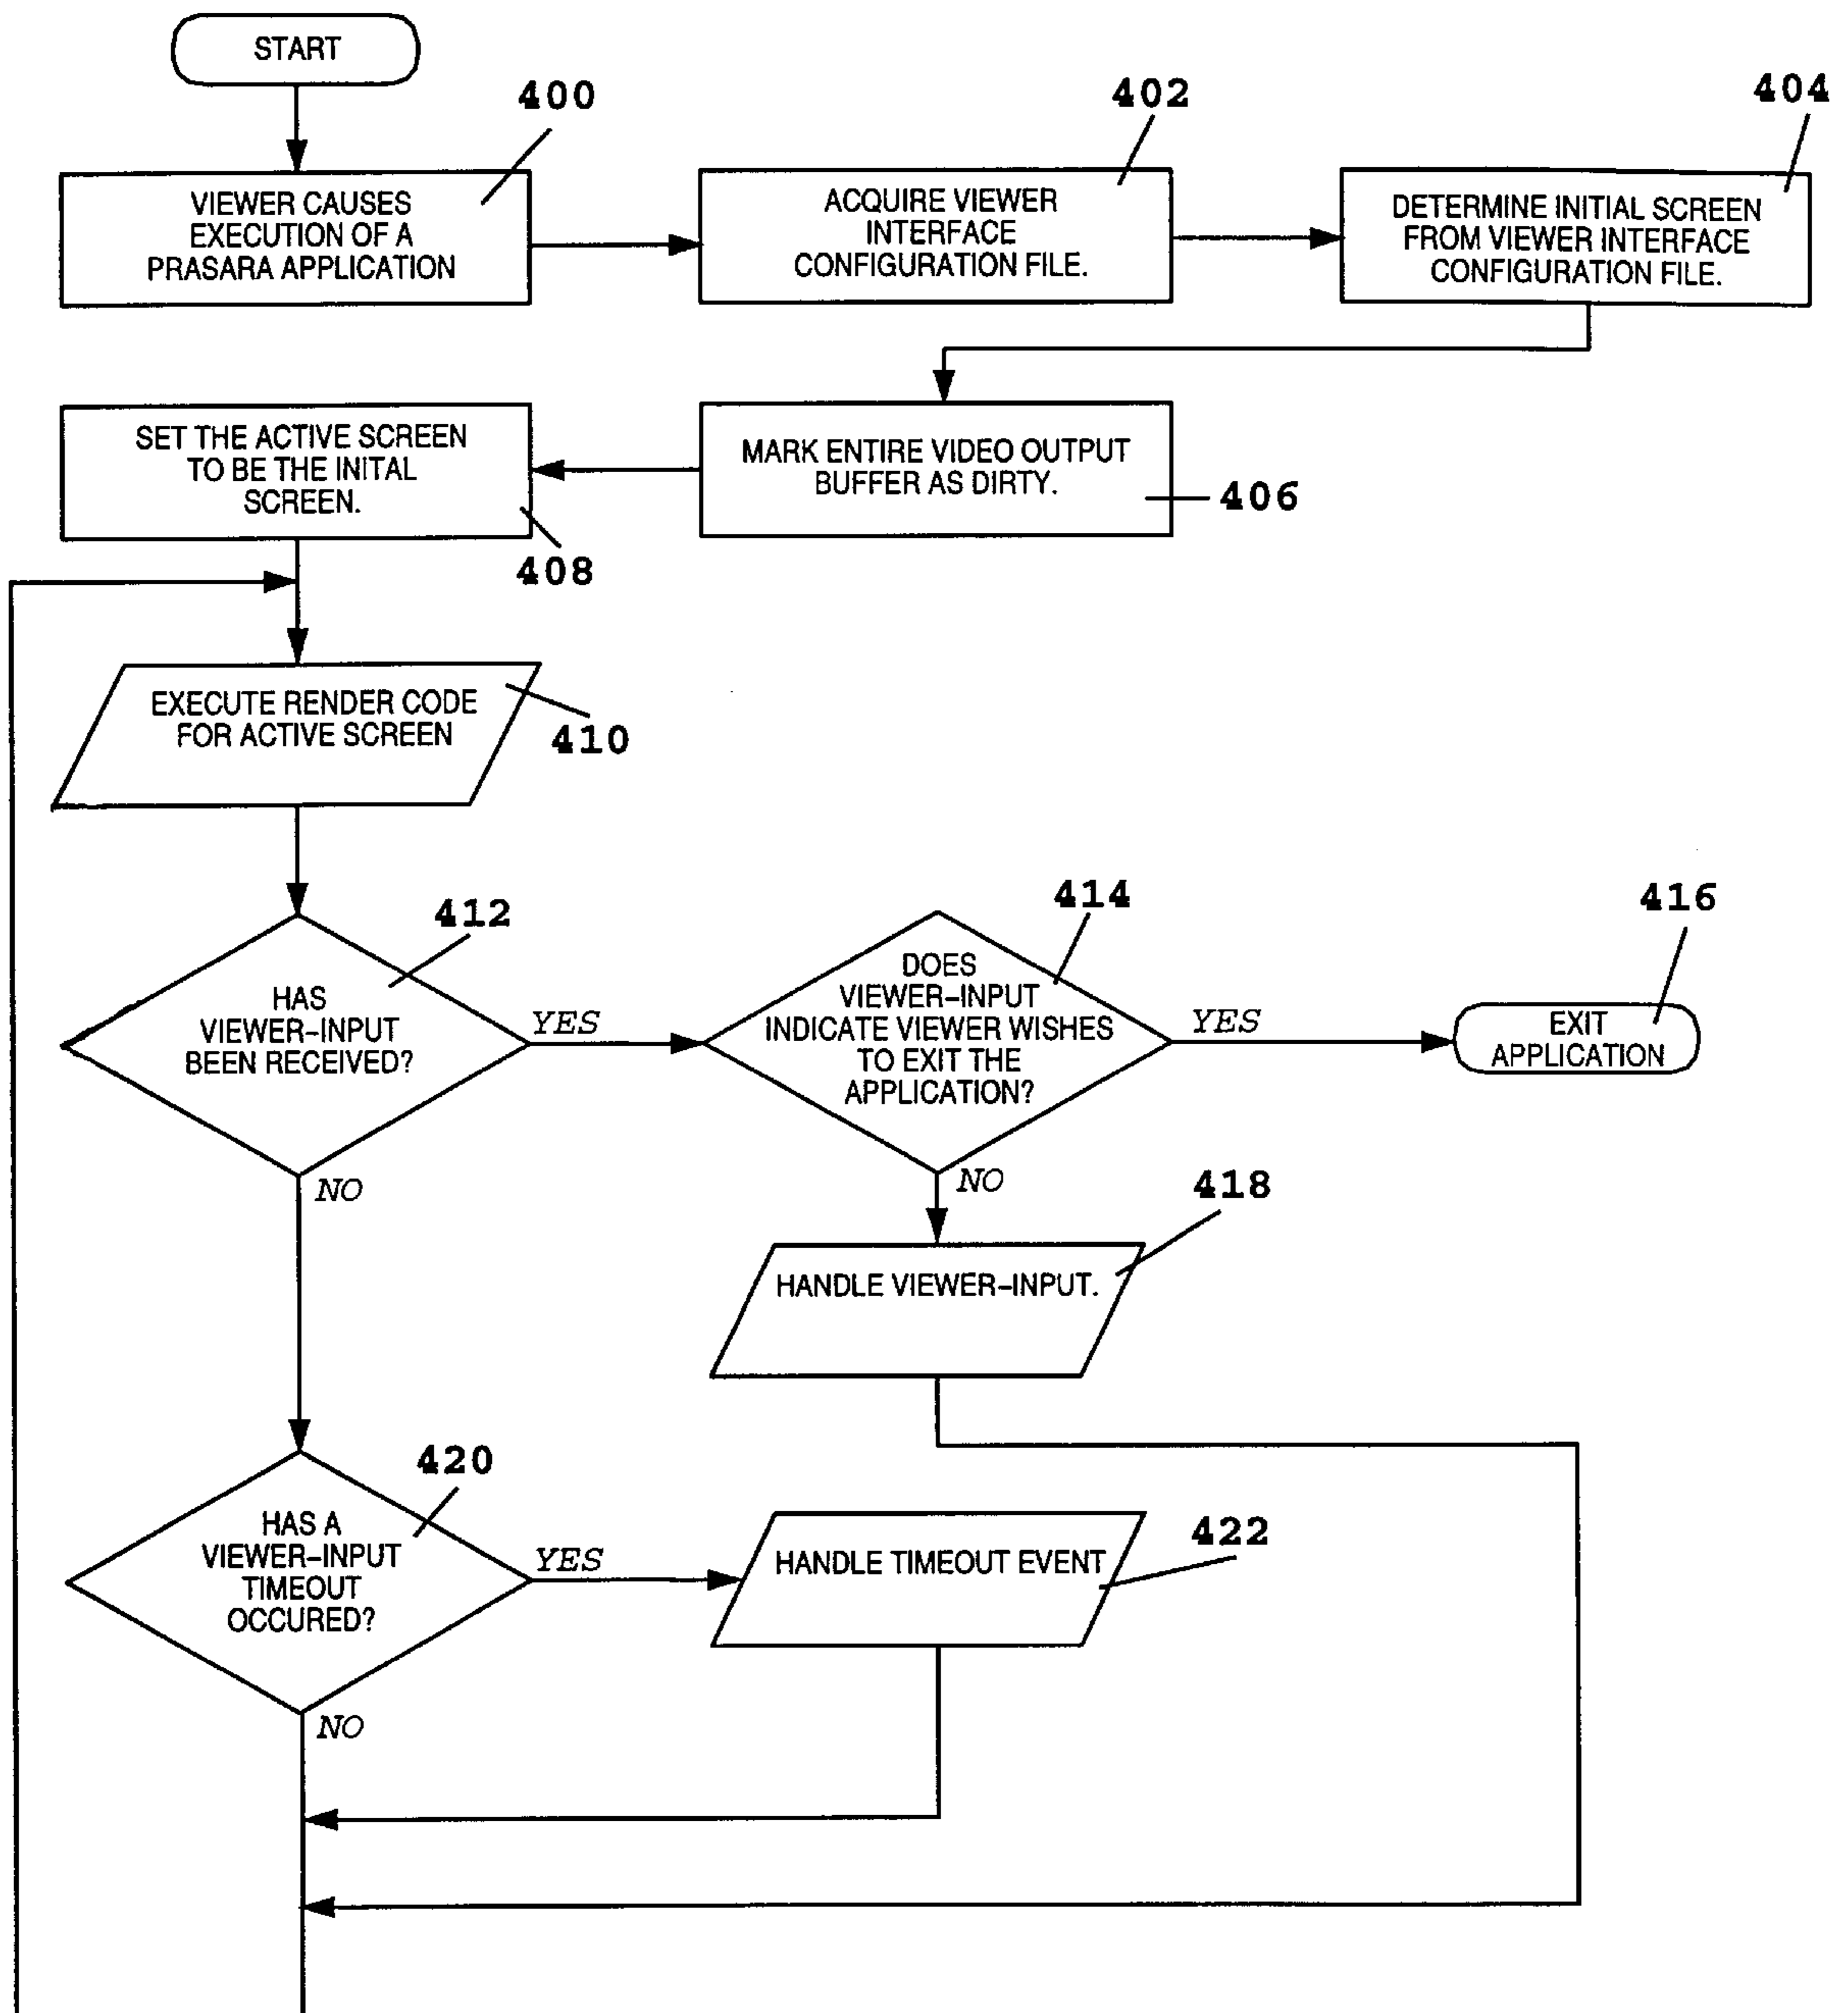 START
400
402
404
VIEWER CAUSES
EXECUTION OF A
PRASARA APPLICATION
ACQUIRE VIEWER
INTERFACE
CONFIGURATION FILE.
DETERMINE INITIAL SCREEN
FROM VIEWER INTERFACE
CONFIGURATION FILE.
SET THE ACTIVE SCREEN
TO BE THE INITAL
SCREEN.
408
MARK ENTIRE VIDEO OUTPUT
BUFFER AS DIRTY.
406
EXECUTE RENDER CODE
FOR ACTIVE SCREEN
410
412
HAS
VIEWER-INPUT
BEEN RECEIVED?
YES
NO
414
DOES
VIEWER-INPUT
INDICATE VIEWER WISHES
TO EXIT THE
APPLICATION?
YES
NO
416
EXIT
APPLICATION
418
HANDLE VIEWER-INPUT.
420
HAS A
VIEWER-INPUT
TIMEOUT
OCCURED?
YES
NO
422
HANDLE TIMEOUT EVENT